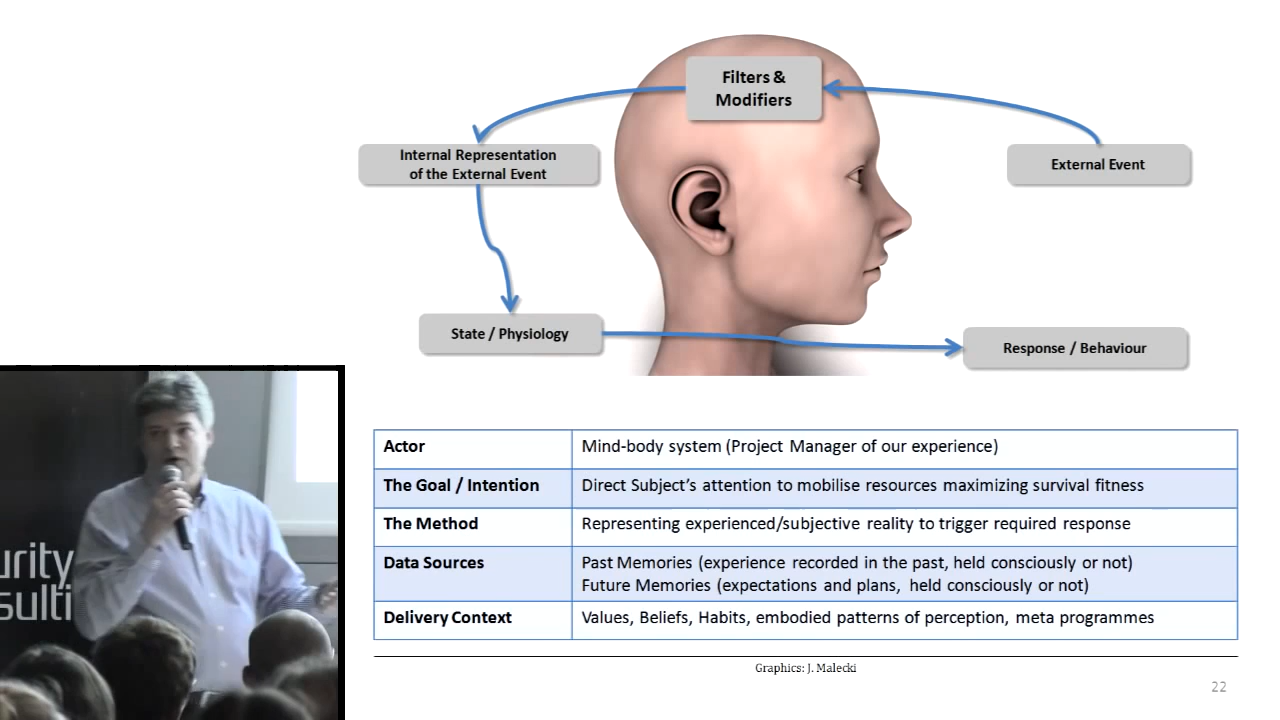 Filters &
Modifiers
Internal Representation
of the External Event
External Event
State / Physiology
Response / Behaviour
Actor Mind-body system (Project Manager of our experience)
The Goal / Intention Direct Subject's attention to mobilise resources maximizing survival fitness
The Method Representing experienced/subjective reality to trigger required response
Data Sources Past Memories (experience recorded in the past, held consciously or not)
Future Memories (expectations and plans, held consciously or not)
Delivery Context Values, Beliefs, Habits, embodied patterns of perception, meta programmes
Graphics: J. Malecki
22
urity
sulti